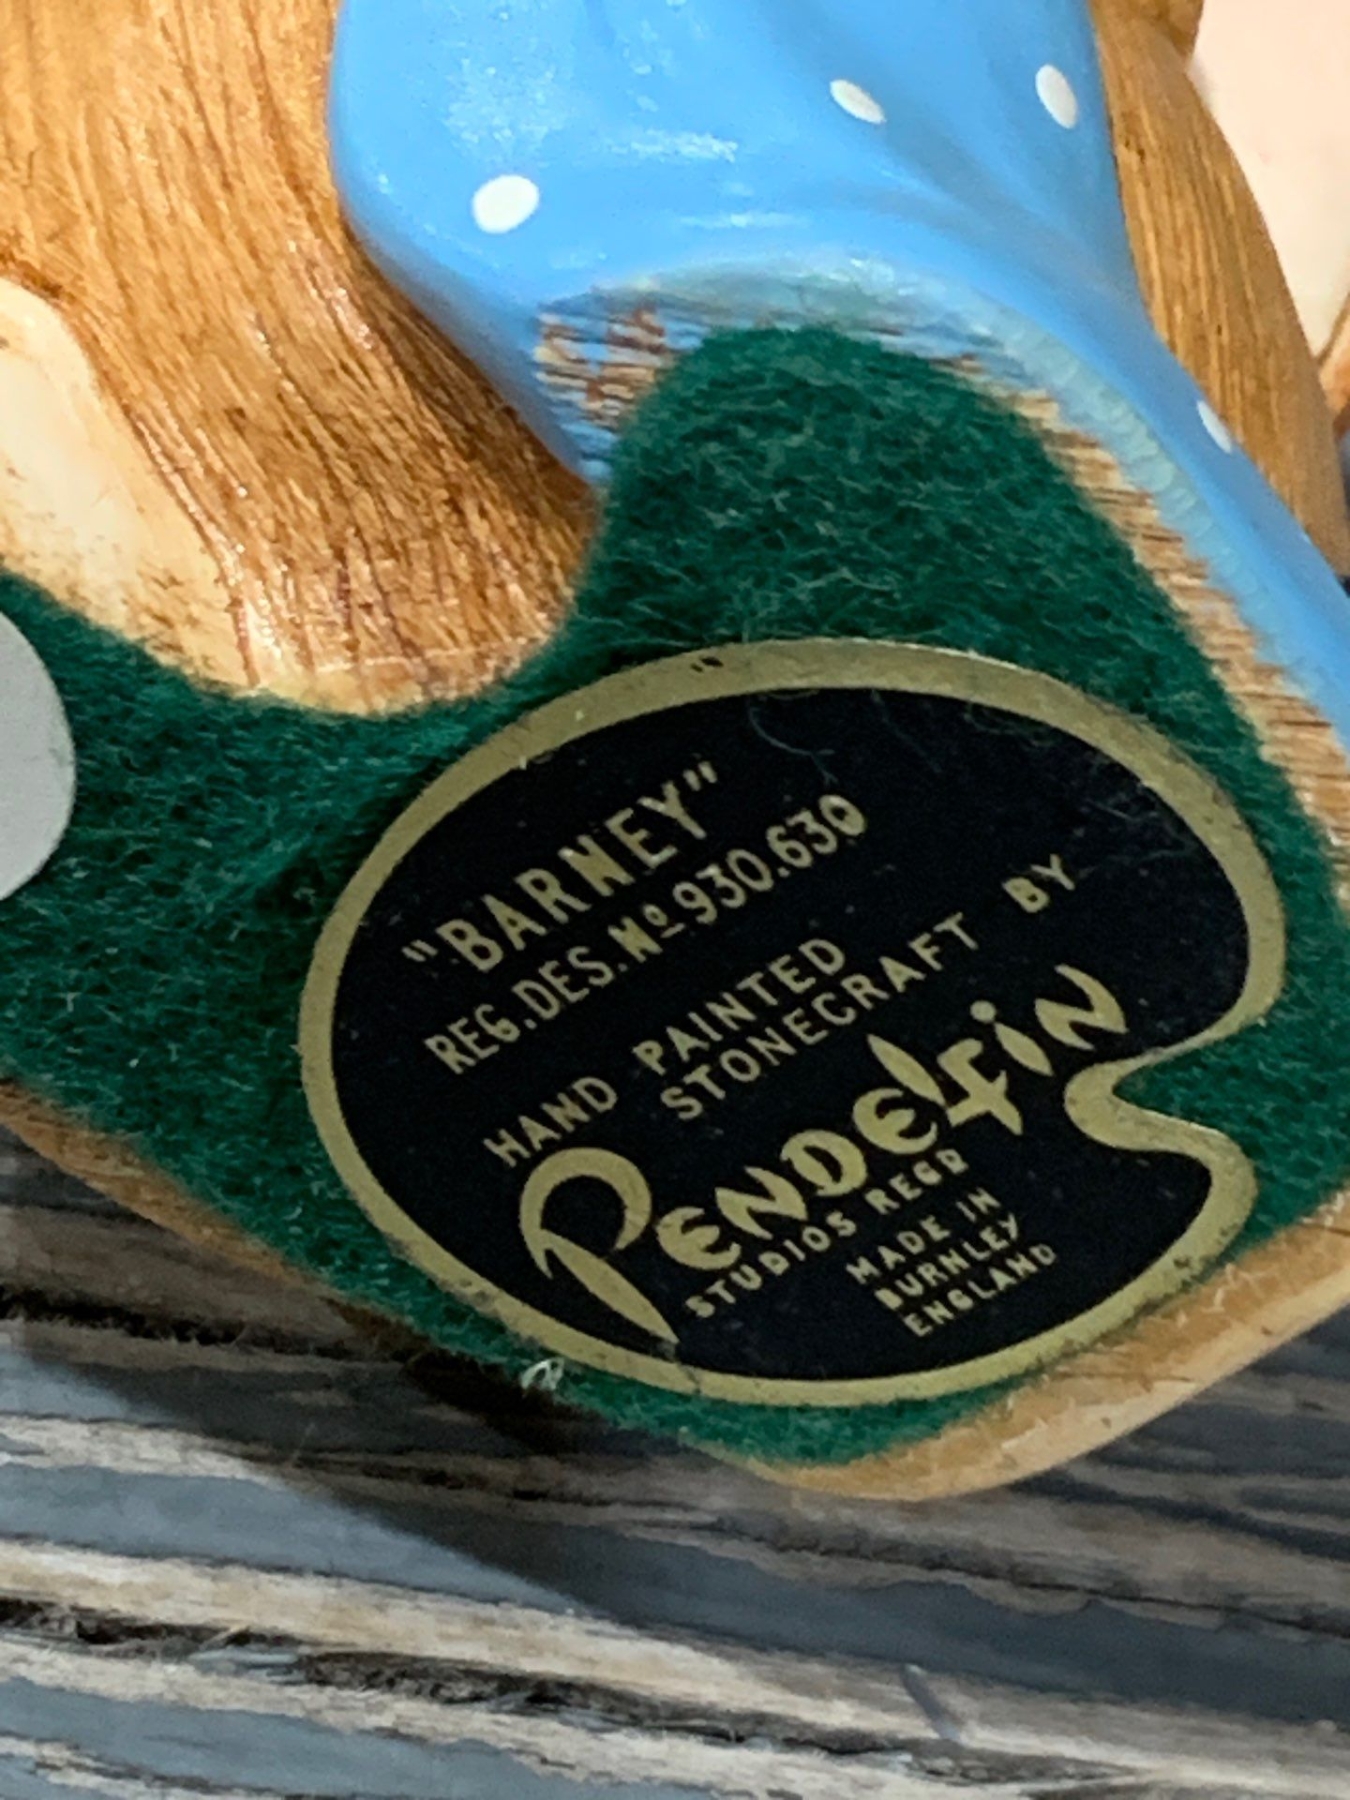 "BARNEY"
REG. DES. Nº 930.630
HAND PAINTED
STONECRAFT BY
PENDELFIN
STUDIOS REGD
MADE IN
BURNLEY
ENGLAND